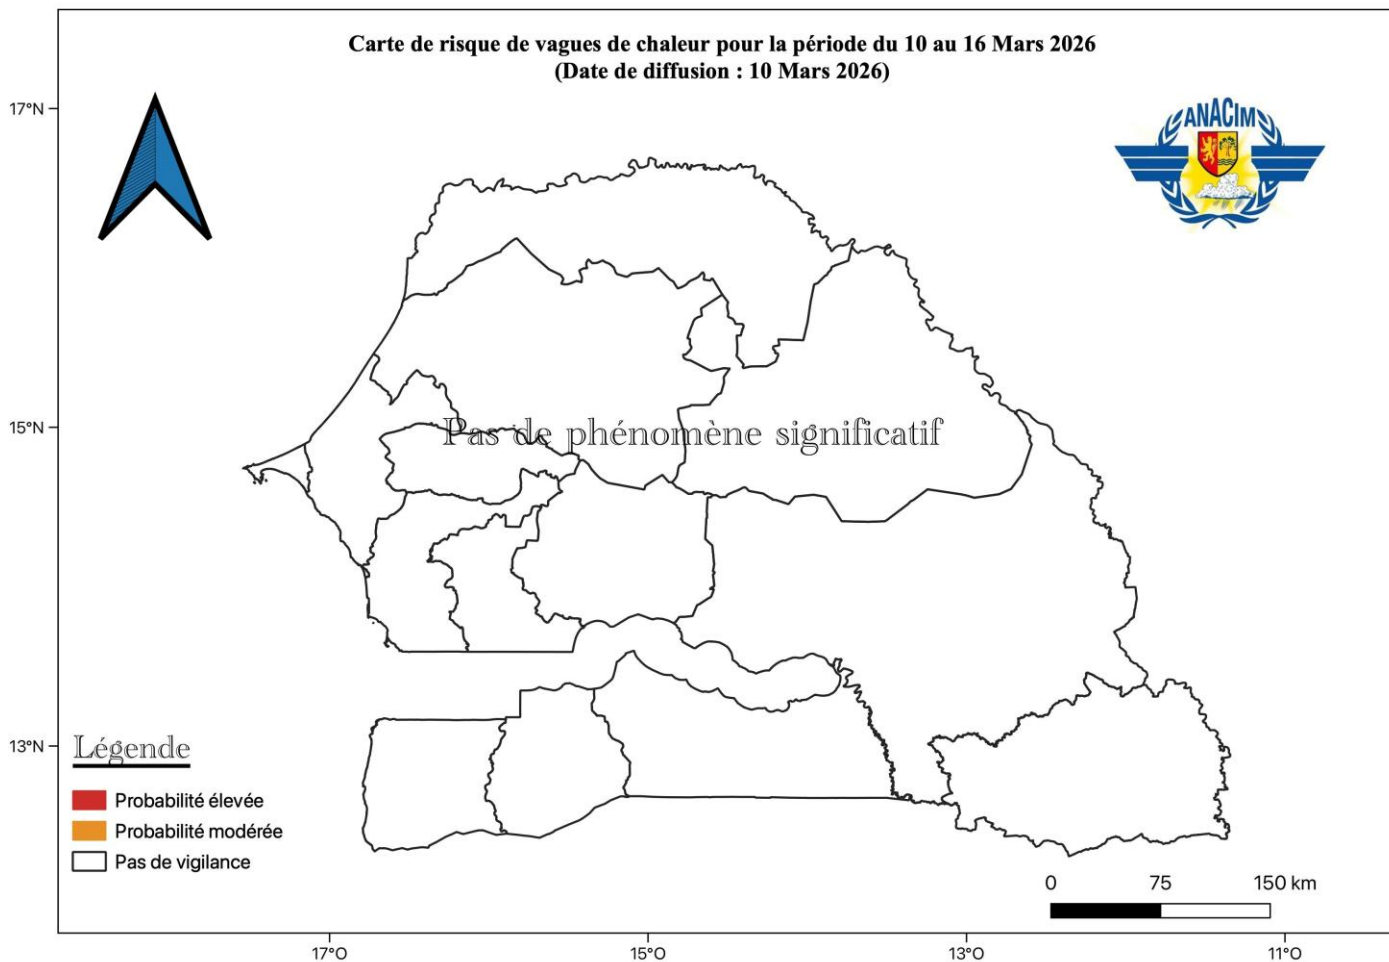 Carte de risque de vagues de chaleur pour la période du 10 au 16 Mars 2026
(Date de diffusion : 10 Mars 2026)
17°N
ANACIM
15°N
Pas de phénomène significatif
13°N
Légende
Probabilité élevée
Probabilité modérée
Pas de vigilance
0 75 150 km
17°O 15°O 13°O 11°O